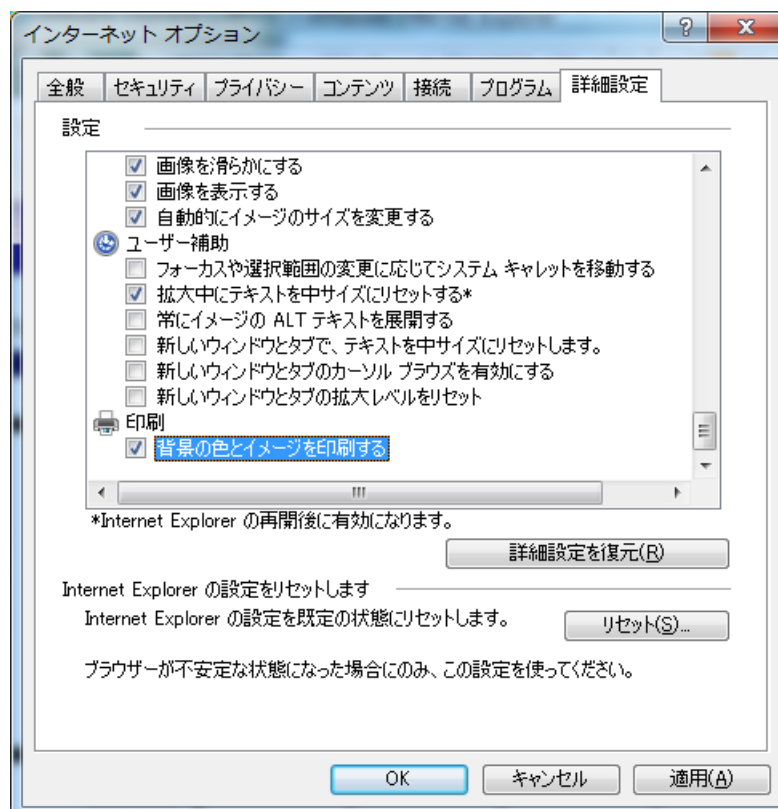 インターネット オプション
全般 セキュリティ プライバシー コンテンツ 接続 プログラム 詳細設定
設定
画像を滑らかにする
画像を表示する
自動的にイメージのサイズを変更する
ユーザー補助
フォーカスや選択範囲の変更に応じてシステム キャレットを移動する
拡大中にテキストを中サイズにリセットする*
常にイメージの ALT テキストを展開する
新しいウィンドウとタブで、テキストを中サイズにリセットします。
新しいウィンドウとタブのカーソル ブラウズを有効にする
新しいウィンドウとタブの拡大レベルをリセット
印刷
背景の色とイメージを印刷する
*Internet Explorer の再開後に有効になります。
詳細設定を復元(R)
Internet Explorer の設定をリセットします
Internet Explorer の設定を既定の状態にリセットします。
リセット(S)...
ブラウザーが不安定な状態になった場合にのみ、この設定を使ってください。
OK キャンセル 適用(A)